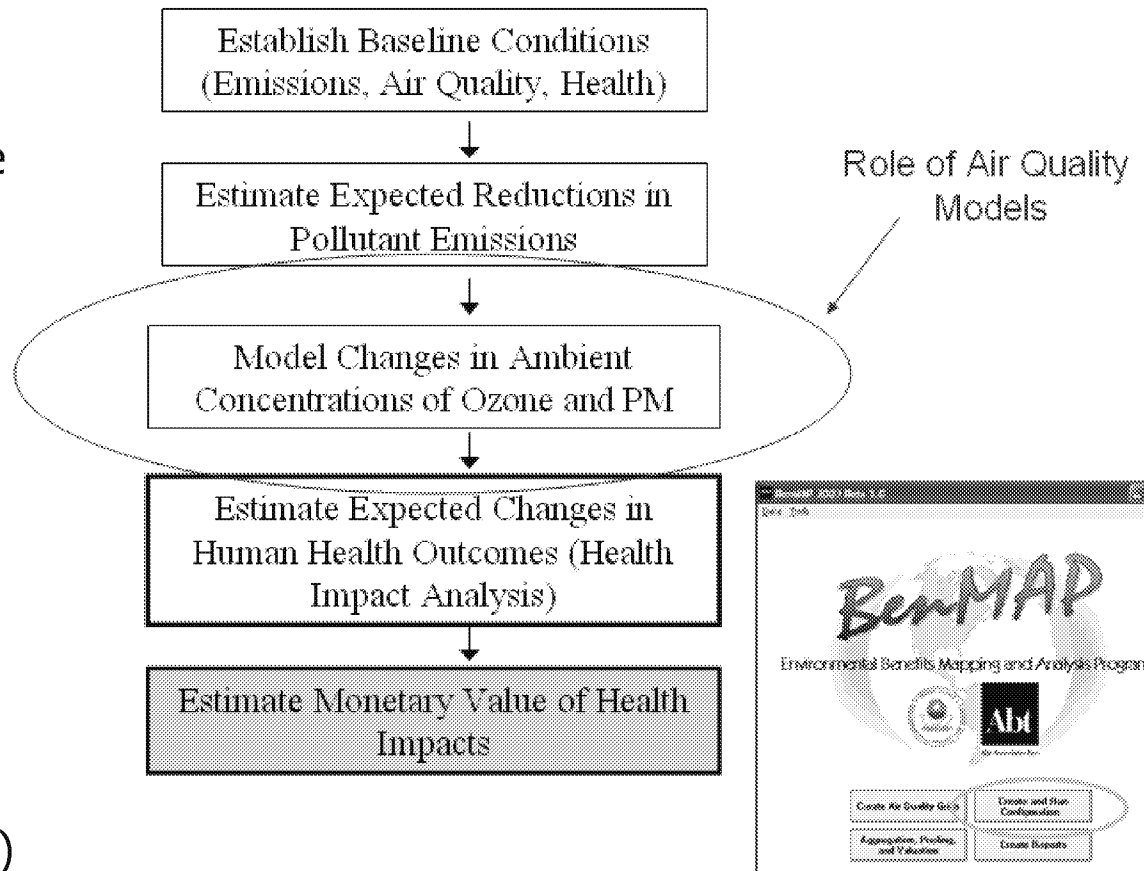 Establish Baseline Conditions
(Emissions, Air Quality, Health)
e
Role of Air Quality
Models
Estimate Expected Reductions in
Pollutant Emissions
Model Changes in Ambient
Concentrations of Ozone and PM
Estimate Expected Changes in
Human Health Outcomes (Health
Impact Analysis)
Estimate Monetary Value of Health
Impacts
)
BenMAP
Environmental Benefits Mapping and Analysis Program
Abt
Create Air Quality Grids
Create and Run
Configuration
Aggregation, Pooling,
and Valuation
Create Reports